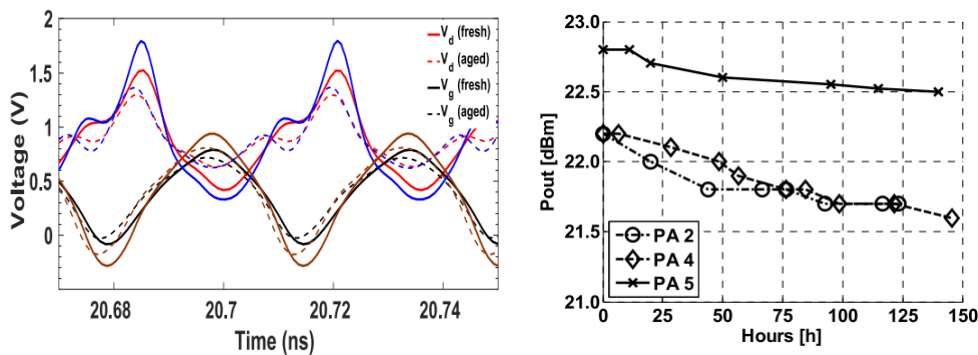 2
1.5
1
0.5
0
Voltage (V)
V_d (fresh)
V_d (aged)
V_g (fresh)
V_g (aged)
20.68 20.7 20.72 20.74
Time (ns)
23.0
22.5
22.0
21.5
21.0
Pout [dBm]
PA 2
PA 4
PA 5
0 25 50 75 100 125 150
Hours [h]